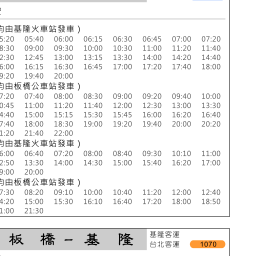 均由基隆火車站發車）
5:20 05:40 06:00 06:15 06:30 06:45 07:00 07:20
8:30 09:00 09:30 10:00 10:30 11:00 11:20 11:40
2:30 12:45 13:00 13:15 13:30 14:00 14:20 14:40
6:00 16:15 16:30 16:45 17:00 17:20 17:40 18:00
9:20 19:40 20:00
均由板橋公車站發車）
7:20 07:40 08:00 08:30 09:00 09:20 09:40 10:00
0:45 11:00 11:20 11:40 12:00 12:30 13:00 13:30
4:40 15:00 15:15 15:30 15:45 16:00 16:20 16:40
7:40 18:00 18:30 19:00 19:20 19:40 20:00 20:20
1:20 21:40 22:00
均由基隆火車站發車）
6:00 06:40 07:20 08:00 08:40 09:30 10:10 11:00
2:50 13:30 14:00 14:30 15:00 15:40 16:20 17:00
9:00 20:00
均由板橋公車站發車）
7:30 08:20 09:10 10:00 10:40 11:20 12:00 12:40
4:20 15:00 15:30 16:10 16:40 17:20 18:00 18:50
1:00 21:30
板橋－基隆
基隆客運
台北客運 1070